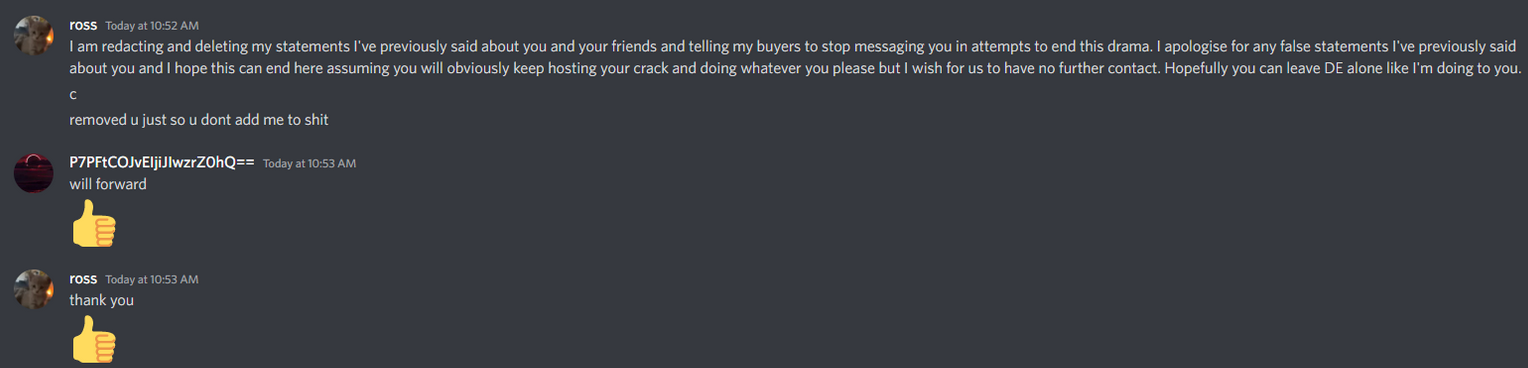 ross Today at 10:52 AM
I am redacting and deleting my statements I've previously said about you and your friends and telling my buyers to stop messaging you in attempts to end this drama. I apologise for any false statements I've previously said
about you and I hope this can end here assuming you will obviously keep hosting your crack and doing whatever you please but I wish for us to have no further contact. Hopefully you can leave DE alone like I'm doing to you.
c
removed u just so u dont add me to shit
P7PFtCOJvEIjiJIwzrZ0hQ== Today at 10:53 AM
will forward
ross Today at 10:53 AM
thank you